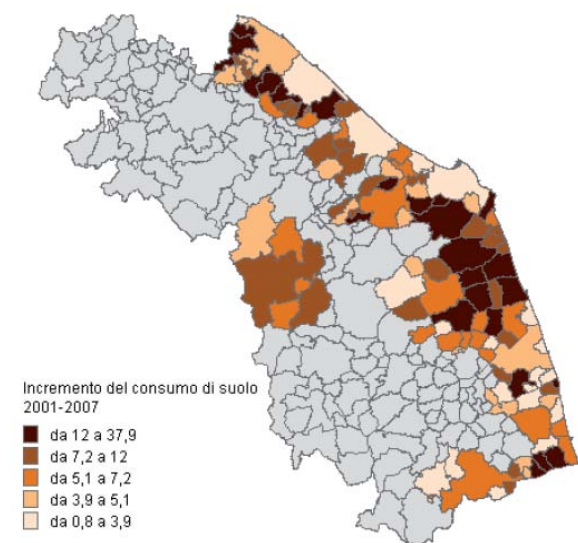 Incremento del consumo di suolo
2001-2007
da 12 a 37,9
da 7,2 a 12
da 5,1 a 7,2
da 3,9 a 5,1
da 0,8 a 3,9